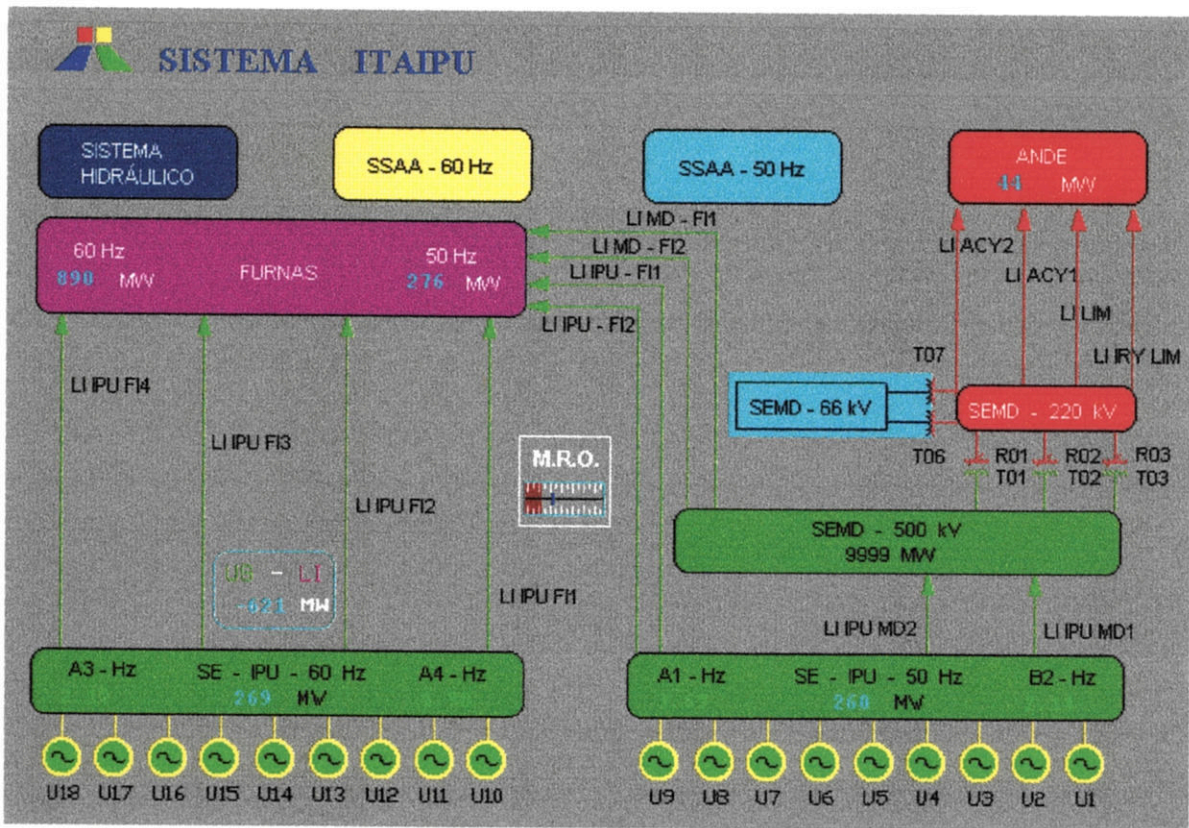 SISTEMA ITAIPU
SISTEMA
HIDRÁULICO
SSAA - 60 Hz
SSAA - 50 Hz
ANDE
44 MW
60 Hz
890 MW
FURNAS
50 Hz
276 MW
LI MD - FI1
LI MD - FI2
LI IPU - FI1
LI IPU - FI2
LI ACY2
LI ACY1
LI LIM
LI IRY LIM
LI IPU FI4
LI IPU FI3
LI IPU FI2
LI IPU FI1
M.R.O.
T07
SEMD - 66 kV
SEMD - 220 kV
T06
R01
T01
R02
T02
R03
T03
SEMD - 500 kV
9999 MW
UG - LI
-621 MW
LI IPU MD2
LI IPU MD1
A3 - Hz
SE - IPU - 60 Hz
A4 - Hz
269 MW
A1 - Hz
SE - IPU - 50 Hz
B2 - Hz
260 MW
U18 U17 U16 U15 U14 U13 U12 U11 U10
U9 U8 U7 U6 U5 U4 U3 U2 U1